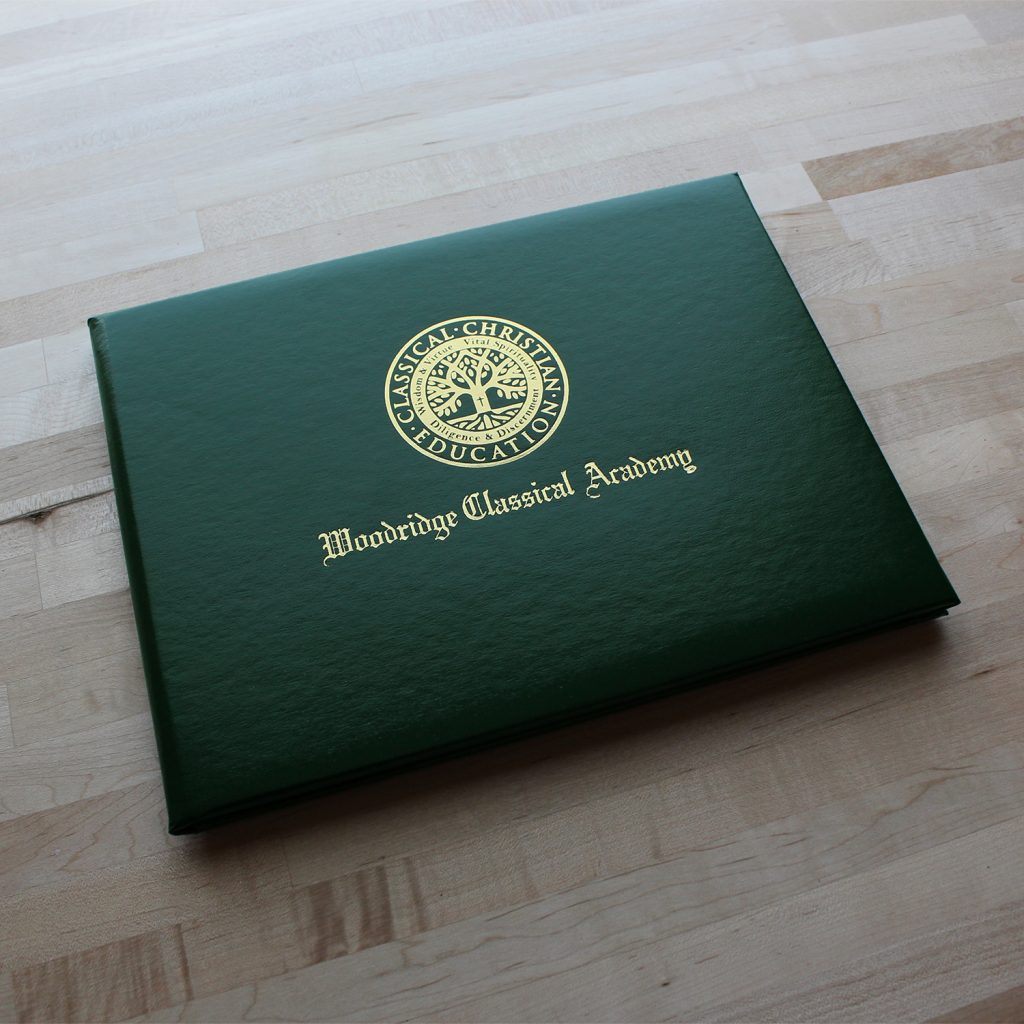 CLASSICAL · CHRISTIAN
· EDUCATION ·
Wisdom & Virtue
Vital Spirituality
Diligence & Discernment
Woodridge Classical Academy